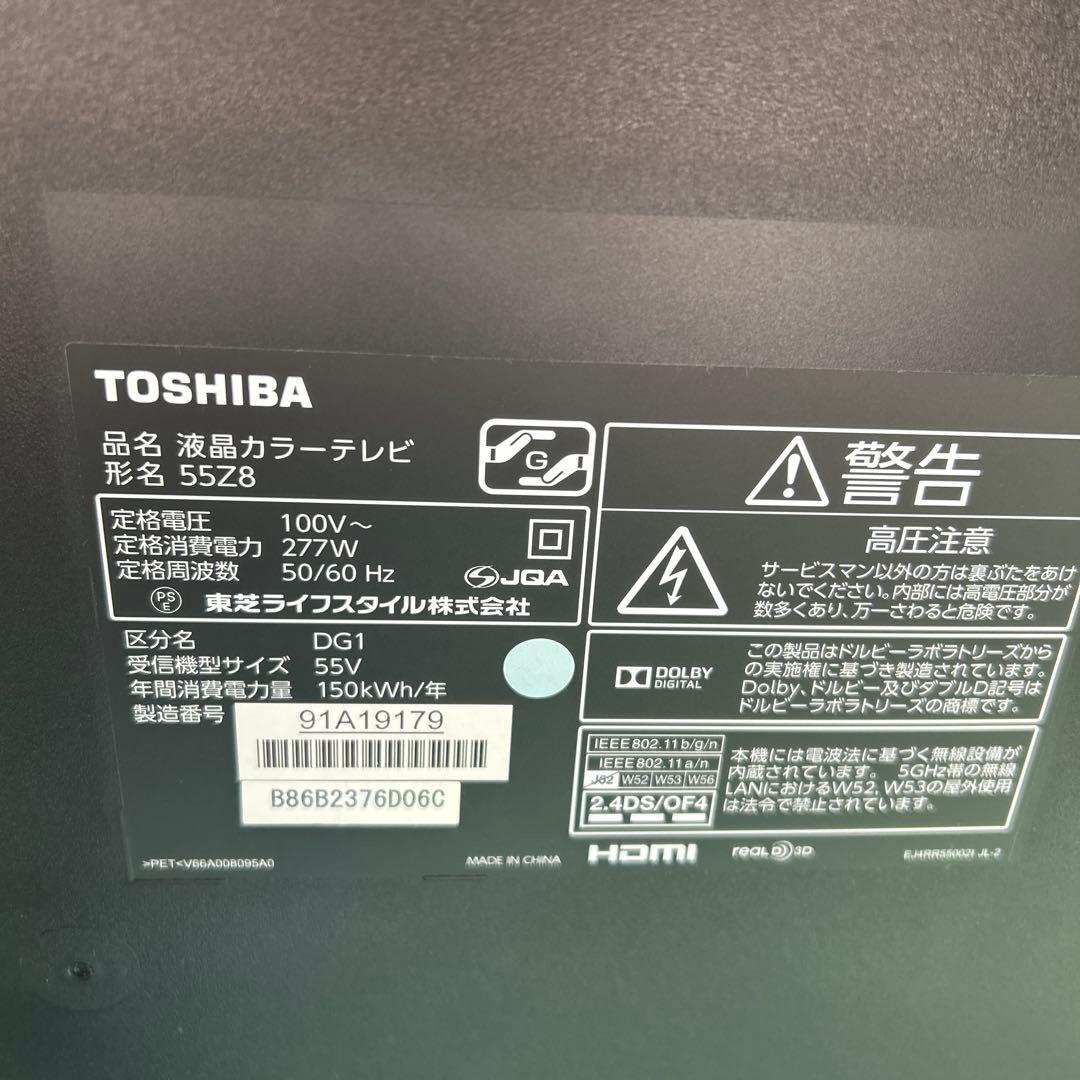 TOSHIBA
品名 液晶カラーテレビ
形名 55Z8
G
定格電圧 100V～
定格消費電力 277W
定格周波数 50/60 Hz
JQA
PS
E
東芝ライフスタイル株式会社
区分名 DG1
受信機型サイズ 55V
年間消費電力量 150kWh/年
製造番号 91A19179
B86B2376D06C
>PET<V66A008095A0
MADE IN CHINA
警告
高圧注意
サービスマン以外の方は裏ぶたをあけ
ないでください。内部には高電圧部分が
数多くあり、万一さわると危険です。
DOLBY
DIGITAL
この製品はドルビーラボラトリーズから
の実施権に基づき製造されています。
Dolby、ドルビー及びダブルD記号は
ドルビーラボラトリーズの商標です。
IEEE802.11b/g/n
IEEE802.11a/n
J52 W52 W53 W56
2.4DS/OF4
本機には電波法に基づく無線設備が
内蔵されています。 5GHz帯の無線
LANにおけるW52、W53の屋外使用
は法令で禁止されています。
HDMI
REAL D 3D